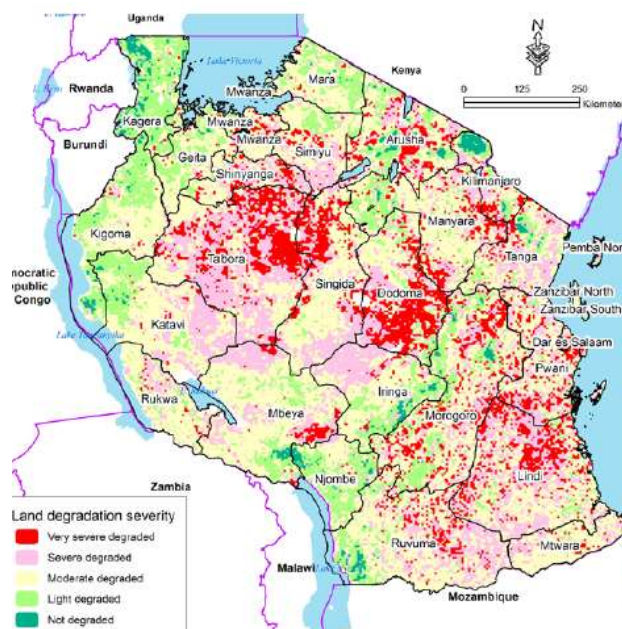 Uganda
N
Lake Victoria
Mara
Kenya
0 125 250
Kilometer
Rwanda
Mwanza
Kagera
Mwanza
Mwanza
Arusha
Burundi
Geita
Simiyu
Shinyanga
Kilimanjaro
Kigoma
Manyara
Tabora
Tanga
Pemba Nor
Democratic
Republic
Congo
Singida
Dodoma
Zanzibar North
Zanzibar South
Katavi
Dar es Salaam
Pwani
Rukwa
Iringa
Mbeya
Morogoro
Lindi
Zambia
Njombe
Land degradation severity
Very severe degraded
Severe degraded
Moderate degraded
Light degraded
Not degraded
Ruvuma
Mtwara
Malawi
Mozambique